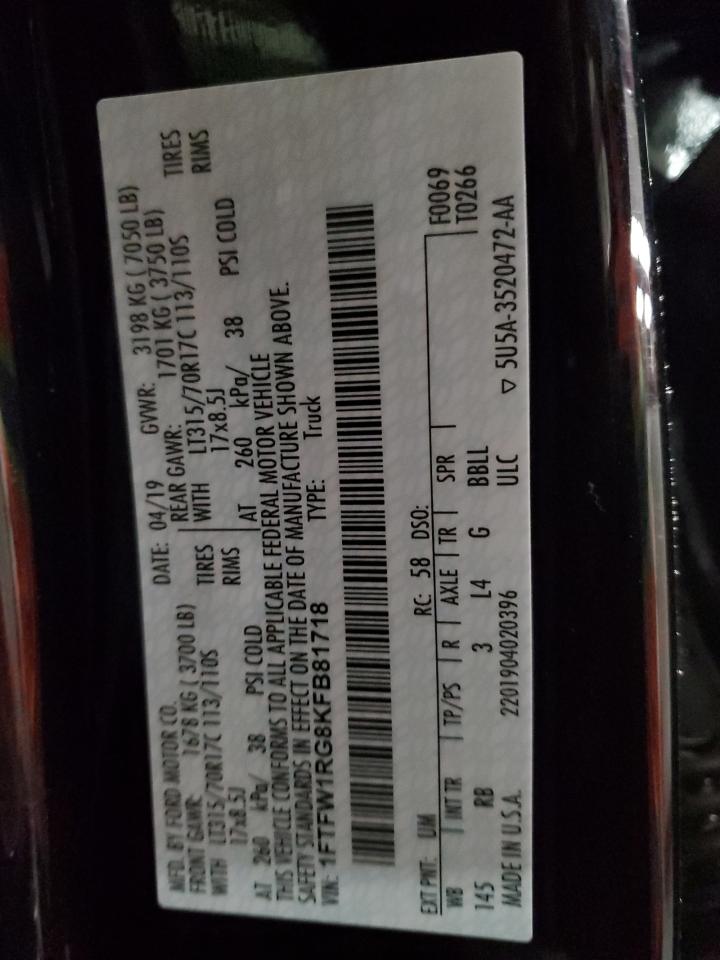 MFD. BY FORD MOTOR CO.
DATE: 04/19 GVWR: 3198 KG ( 7050 LB)
FRONT GAWR: 1678 KG ( 3700 LB) REAR GAWR: 1701 KG ( 3750 LB)
WITH LT315/70R17C 113/110S TIRES WITH LT315/70R17C 113/110S TIRES
17x8.5J RIMS 17x8.5J RIMS
AT 260 kPa/ 38 PSI COLD AT 260 kPa/ 38 PSI COLD
THIS VEHICLE CONFORMS TO ALL APPLICABLE FEDERAL MOTOR VEHICLE
SAFETY STANDARDS IN EFFECT ON THE DATE OF MANUFACTURE SHOWN ABOVE.
VIN: 1FTFW1RG8KFB81718 TYPE: Truck
F0069
EXT PNT: UM RC: 58 DSO: T0266
WB INT TR TP/PS R AXLE TR SPR
145 RB 3 L4 G BBLL
MADE IN U.S.A. 2201904020396 ULC ▽ 5U5A-3520472-AA